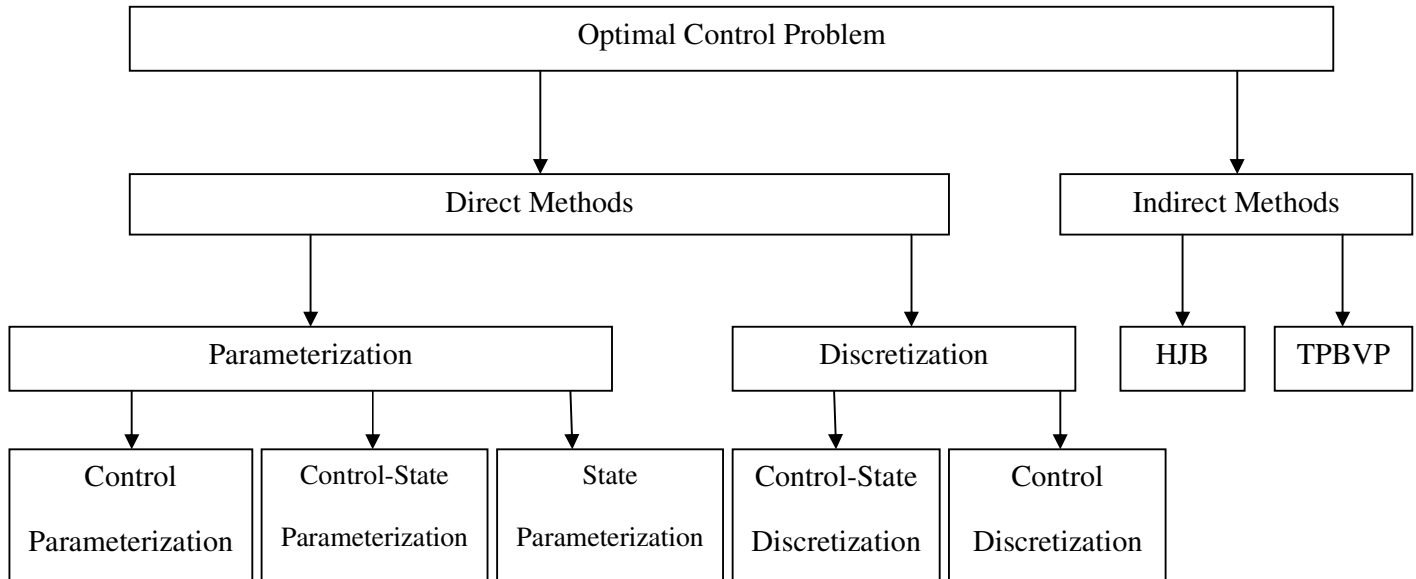 Optimal Control Problem
Direct Methods
Indirect Methods
Parameterization
Discretization
HJB
TPBVP
Control
Parameterization
Control-State
Parameterization
State
Parameterization
Control-State
Discretization
Control
Discretization